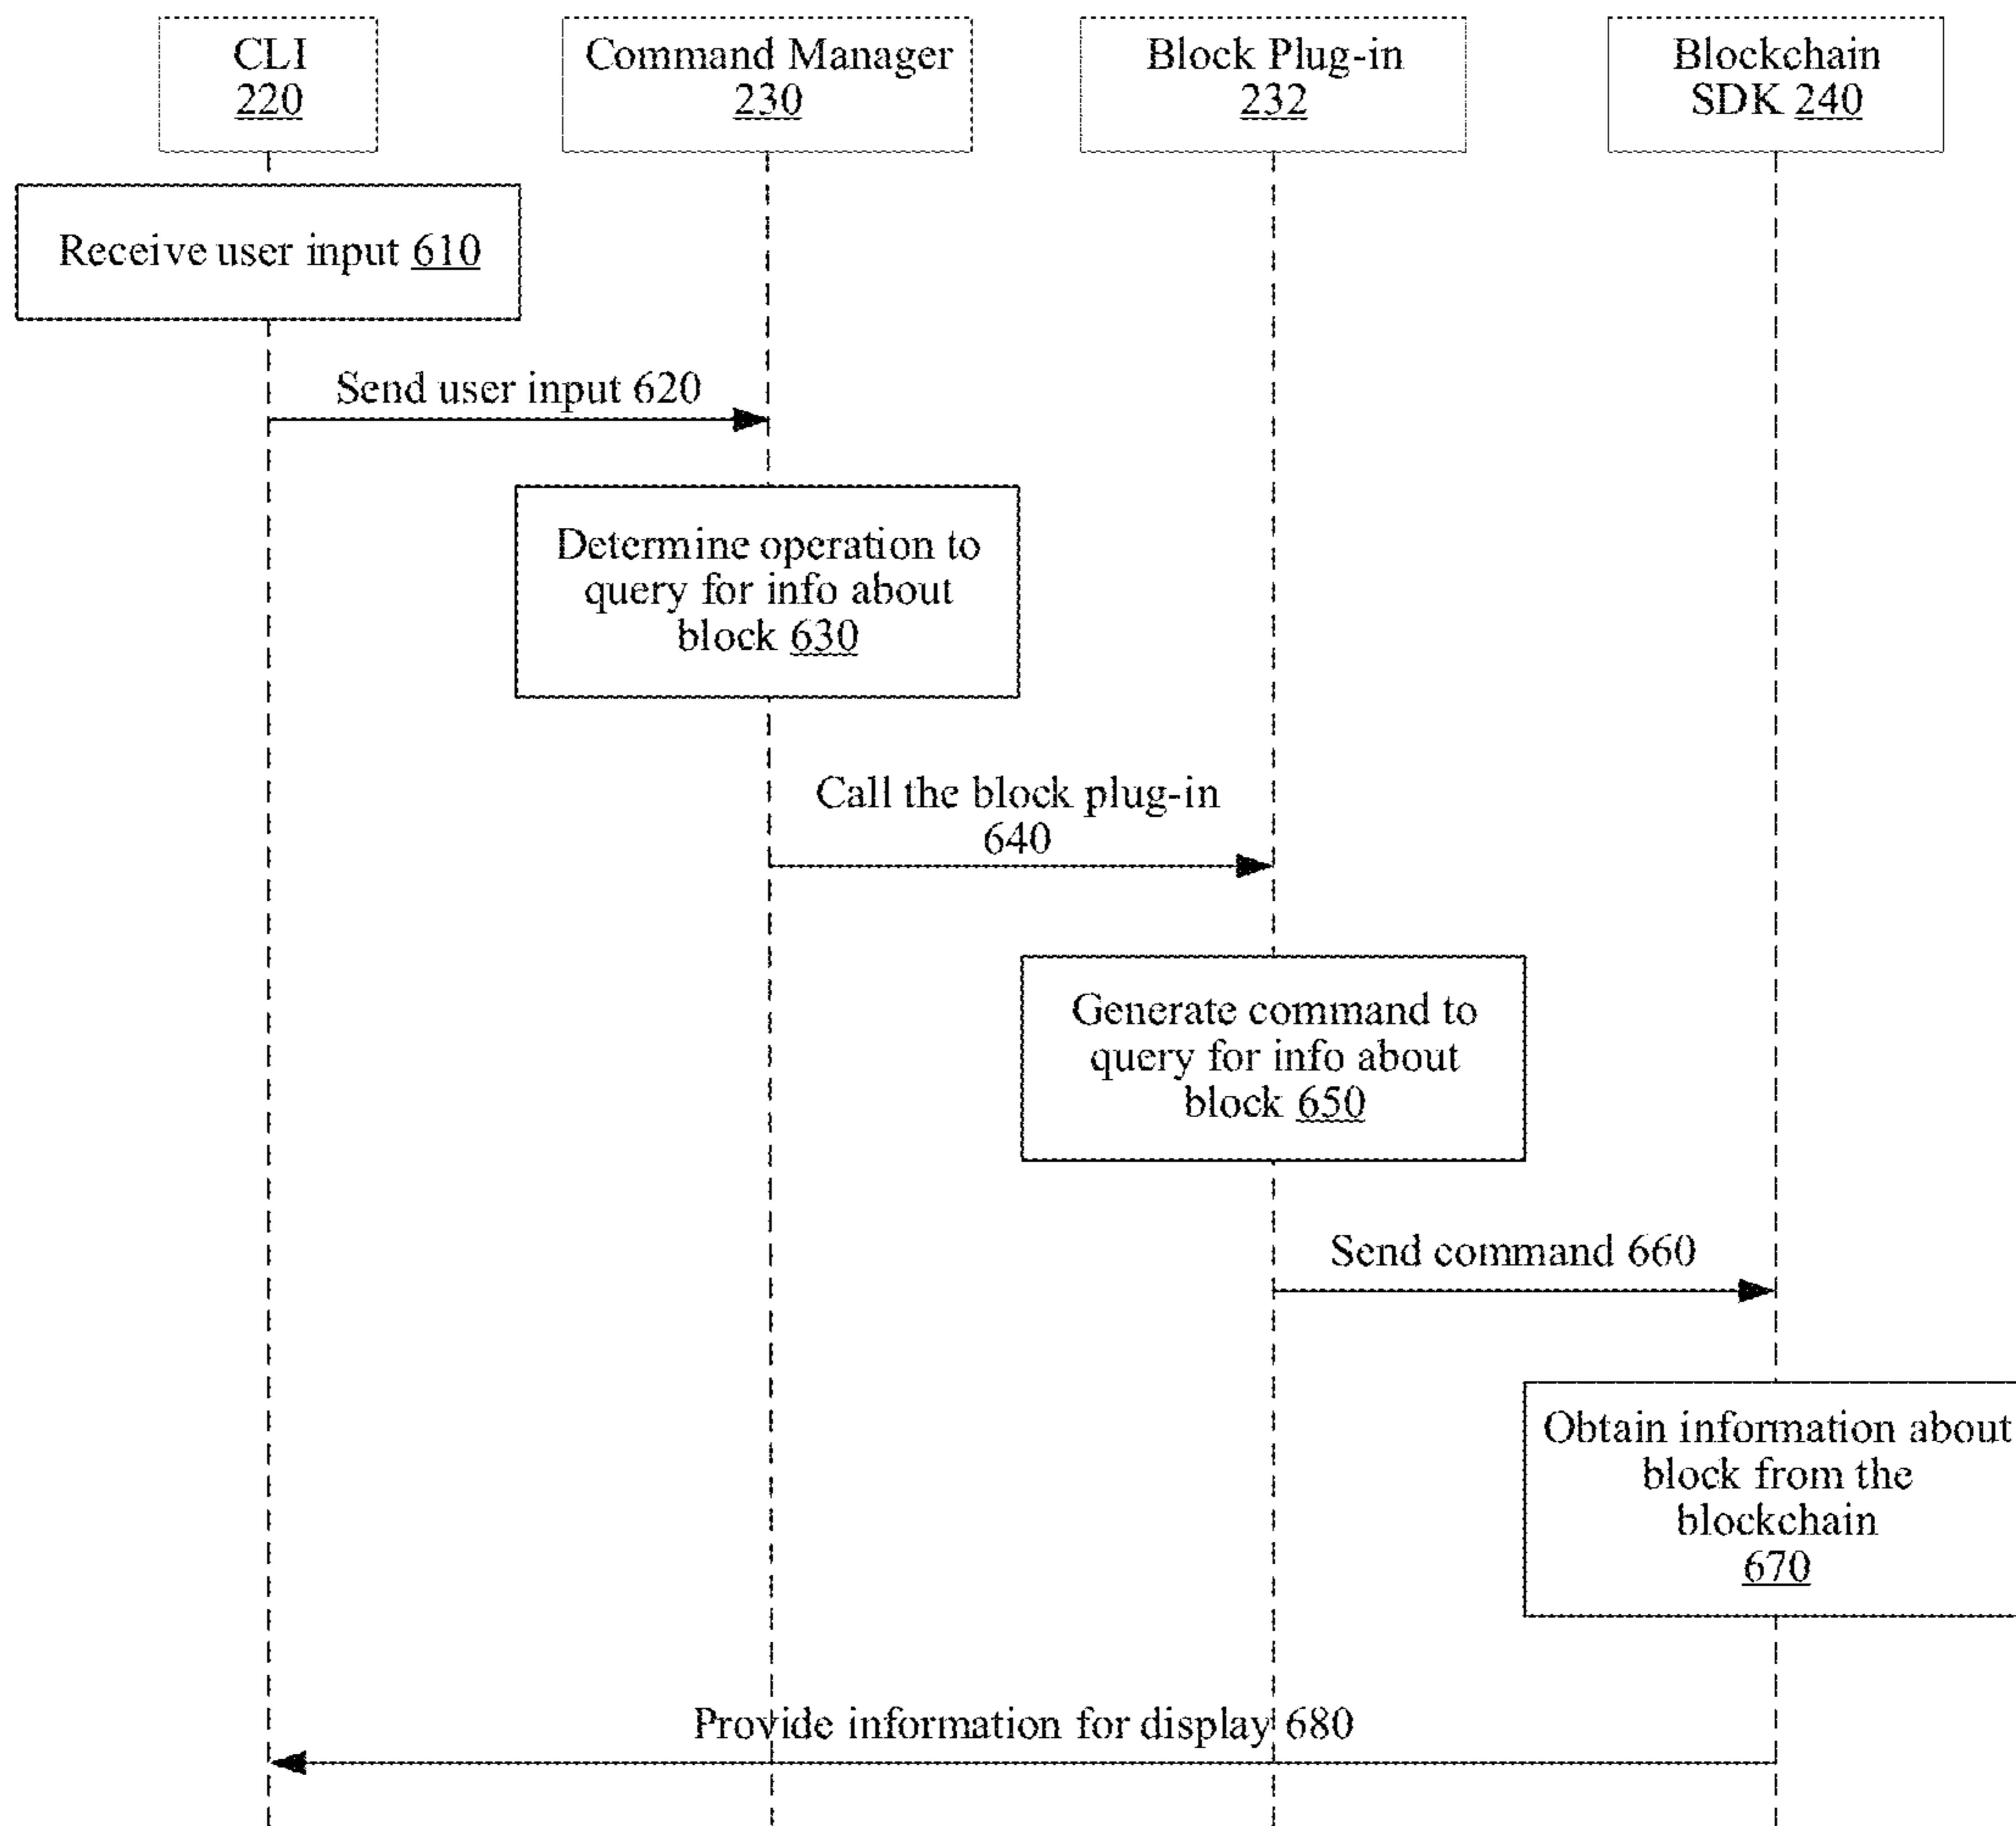 CLI
220
Command Manager
230
Block Plug-in
232
Blockchain
SDK 240
Receive user input 610
Send user input 620
Determine operation to
query for info about
block 630
Call the block plug-in
640
Generate command to
query for info about
block 650
Send command 660
Obtain information about
block from the
blockchain
670
Provide information for display 680